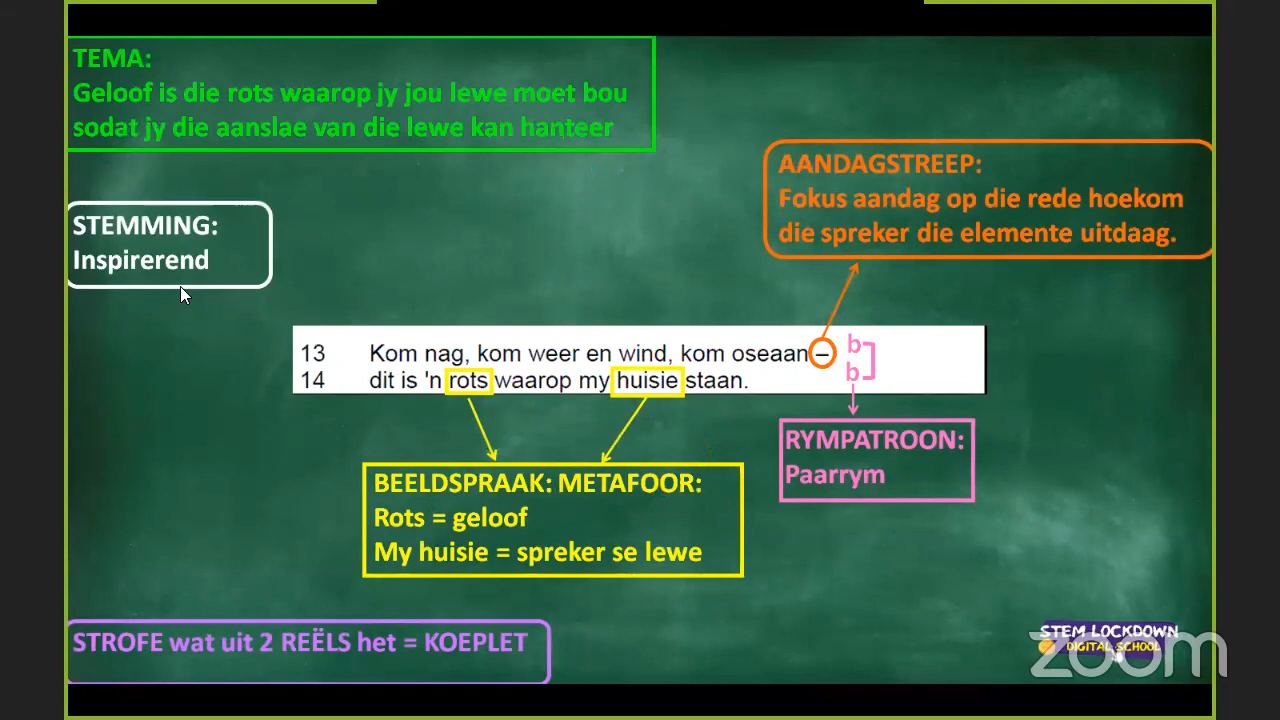 TEMA:
Geloof is die rots waarop jy jou lewe moet bou
sodat jy die aanslae van die lewe kan hanteer
AANDAGSTREEP:
Fokus aandag op die rede hoekom
die spreker die elemente uitdaag.
STEMMING:
Inspirerend
13 Kom nag, kom weer en wind, kom oseaan – b
14 dit is 'n rots waarop my huisie staan. b
RYMPATROON:
Paarrym
BEELDSPRAAK: METAFOOR:
Rots = geloof
My huisie = spreker se lewe
STROFE wat uit 2 REËLS het = KOEPLET
STEM LOCKDOWN
DIGITAL SCHOOL
zoom